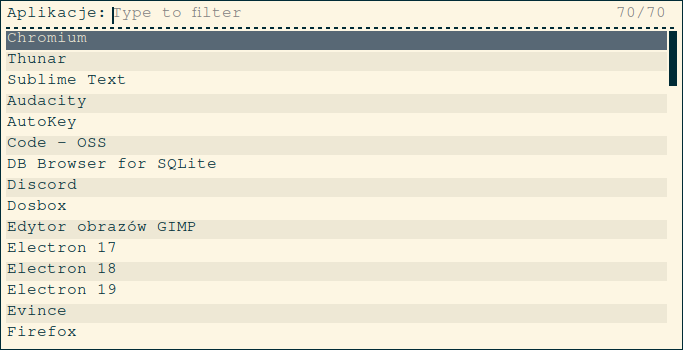 Aplikacje: Type to filter 70/70
Chromium
Thunar
Sublime Text
Audacity
AutoKey
Code - OSS
DB Browser for SQLite
Discord
Dosbox
Edytor obrazów GIMP
Electron 17
Electron 18
Electron 19
Evince
Firefox